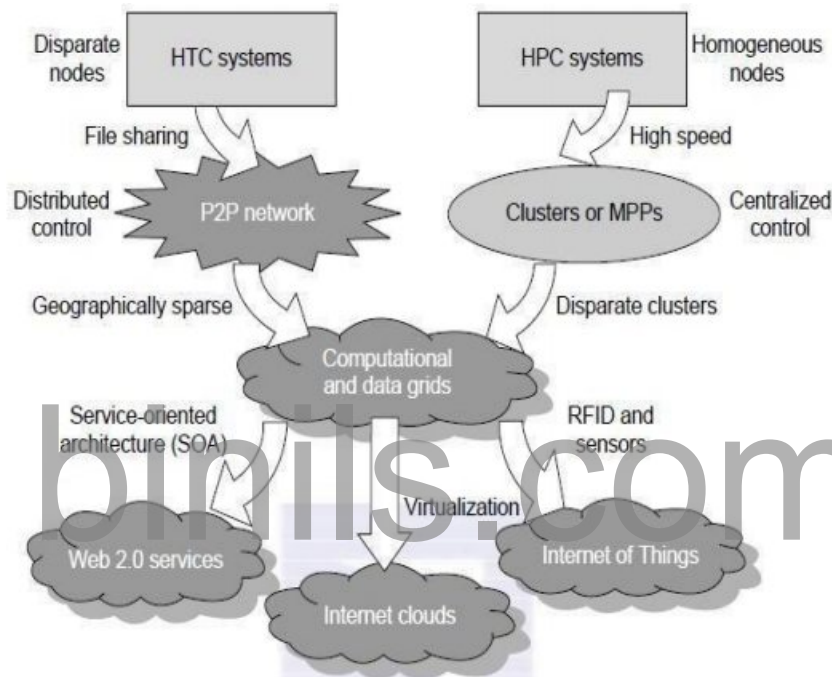 Disparate
nodes
HTC systems
HPC systems
Homogeneous
nodes
File sharing
High speed
Distributed
control
P2P network
Clusters or MPPs
Centralized
control
Geographically sparse
Disparate clusters
Computational
and data grids
Service-oriented
architecture (SOA)
RFID and
sensors
binils.com
Virtualization
Web 2.0 services
Internet of Things
Internet clouds